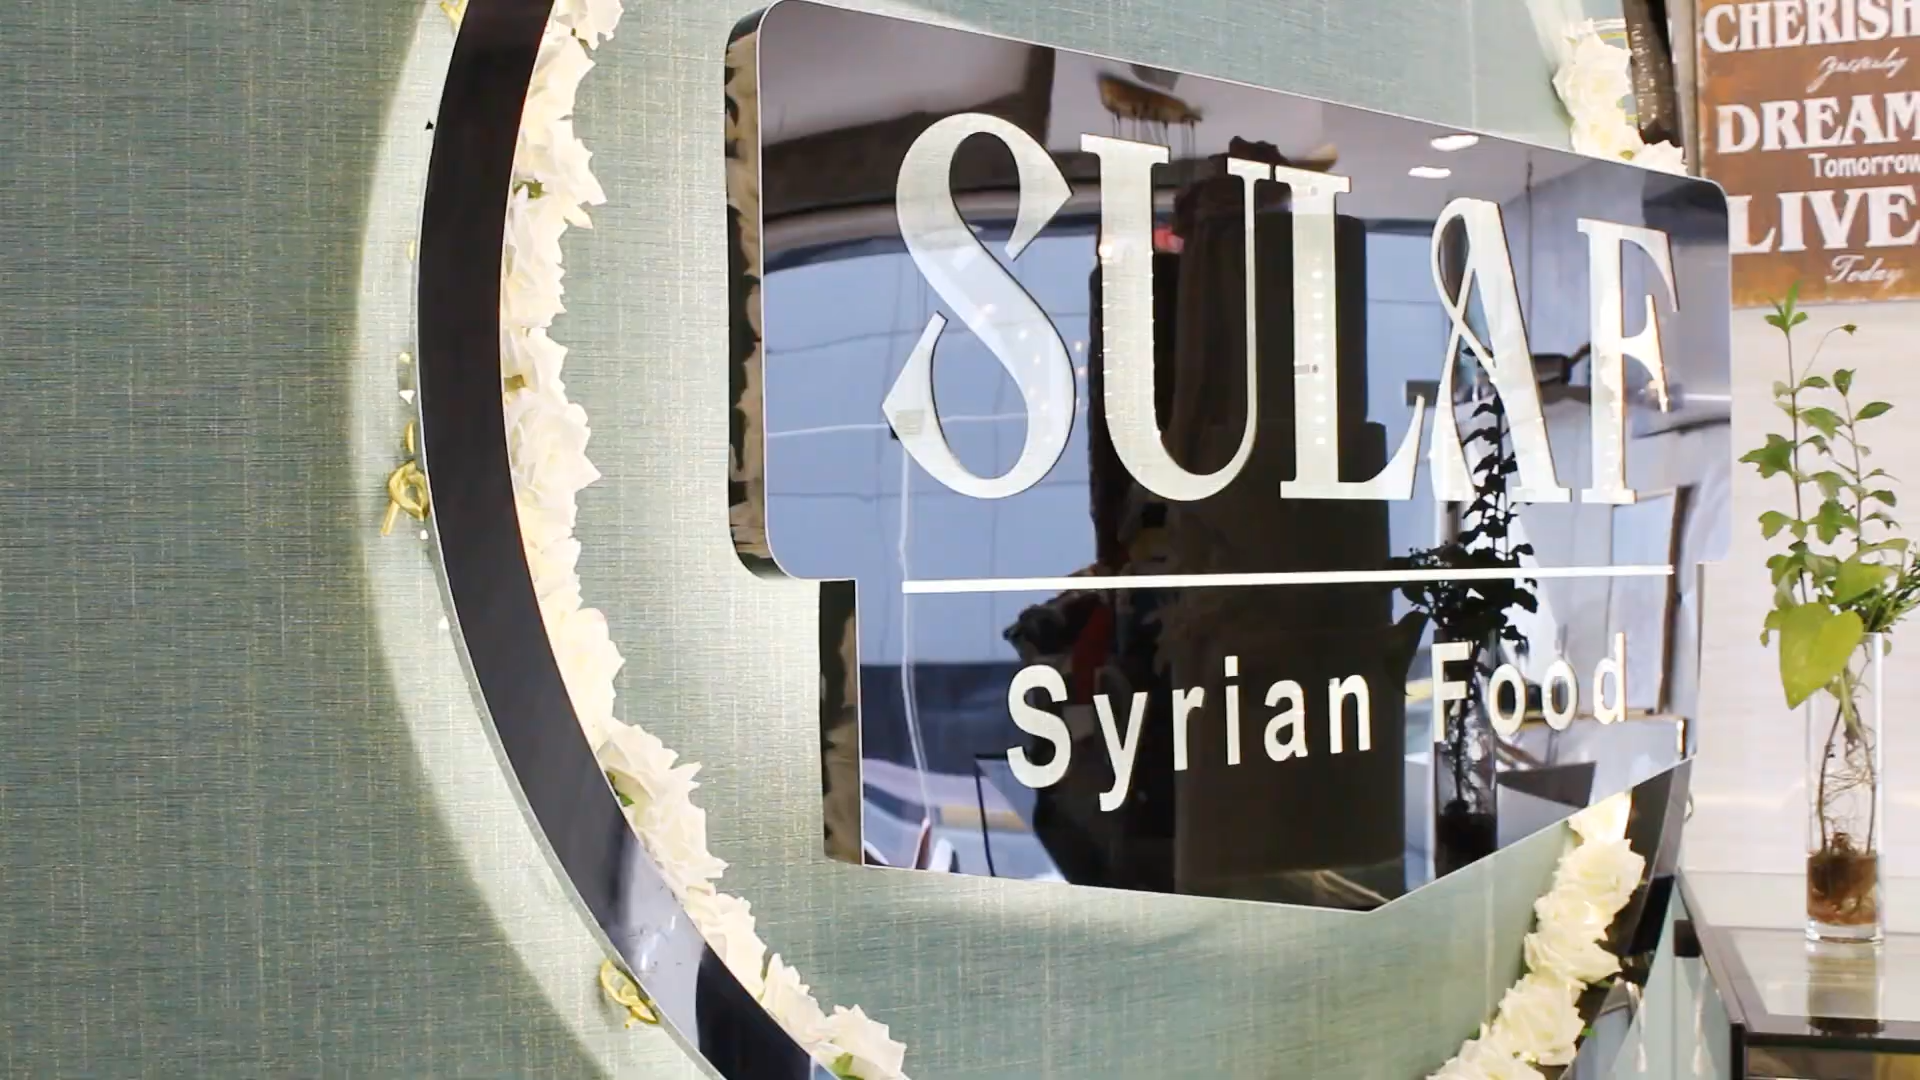 SULAF
Syrian Food
CHERISH
Yesterday
DREAM
Tomorrow
LIVE
Today